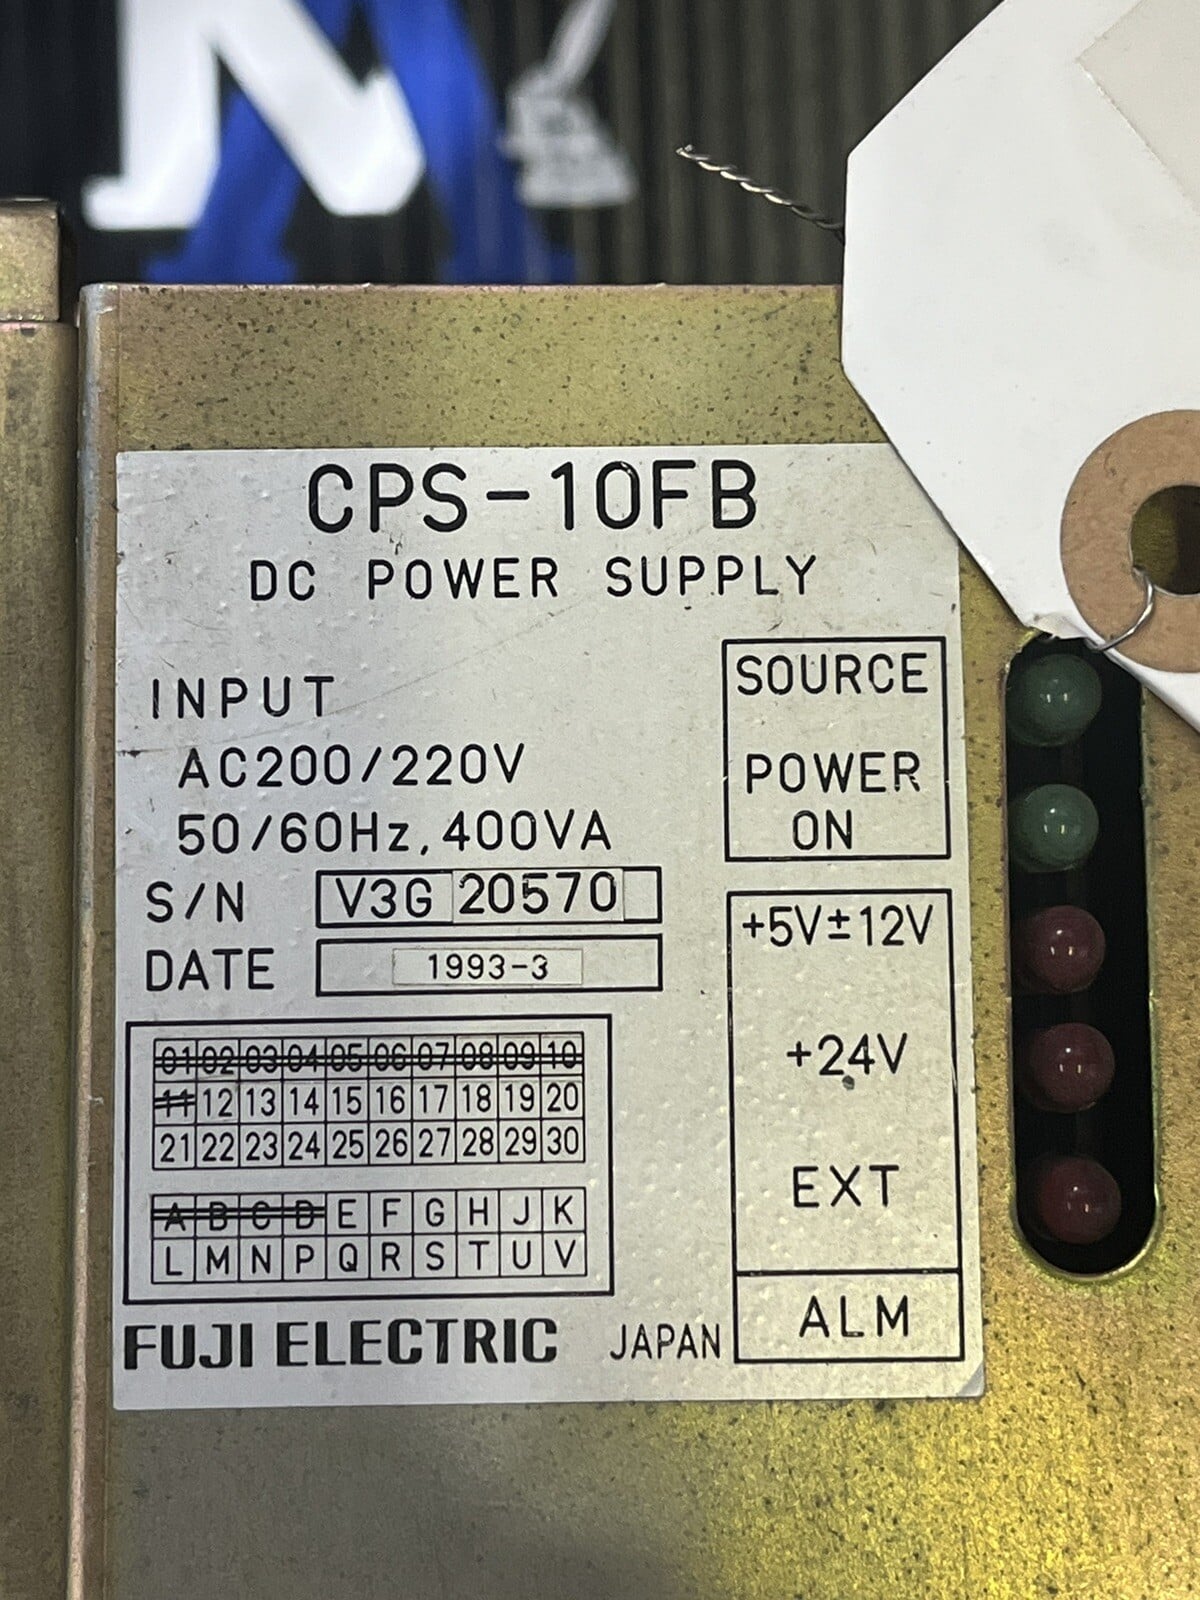 CPS-10FB
DC POWER SUPPLY
INPUT
AC200/220V
50/60Hz, 400VA
S/N V3G 20570
DATE 1993-3
01 02 03 04 05 06 07 08 09 10
11 12 13 14 15 16 17 18 19 20
21 22 23 24 25 26 27 28 29 30
A B C D E F G H J K
L M N P Q R S T U V
FUJI ELECTRIC JAPAN
SOURCE
POWER
ON
+5V±12V
+24V
EXT
ALM